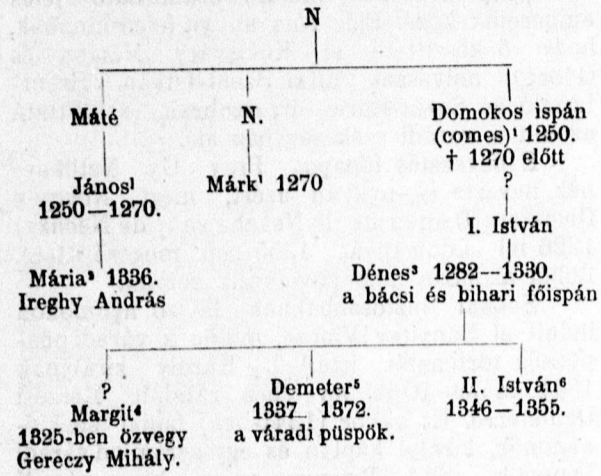 N
Máté N. Domokos ispán
(comes)¹ 1250.
† 1270 előtt
János¹ Márk¹ 1270 ?
1250—1270.
I. István
Mária² 1336. Dénes³ 1282—1330.
Ireghy András a bácsi és bihari főispán
? Demeter⁵ II. István⁶
Margit⁴ 1337—1372. 1346—1355.
1325-ben özvegy a váradi püspök.
Gereczy Mihály.